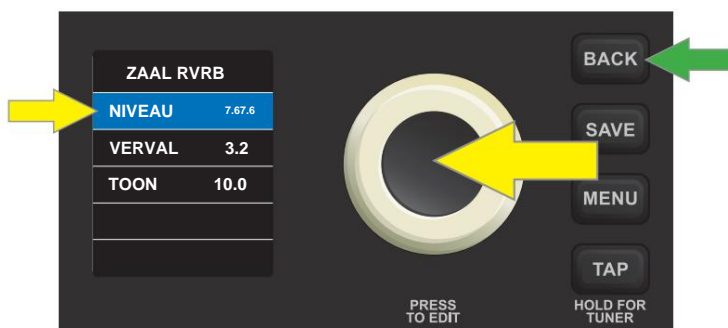 ZAAL RVRB
NIVEAU 7.67.6
VERVAL 3.2
TOON 10.0
BACK
SAVE
MENU
TAP
PRESS
TO EDIT
HOLD FOR
TUNER